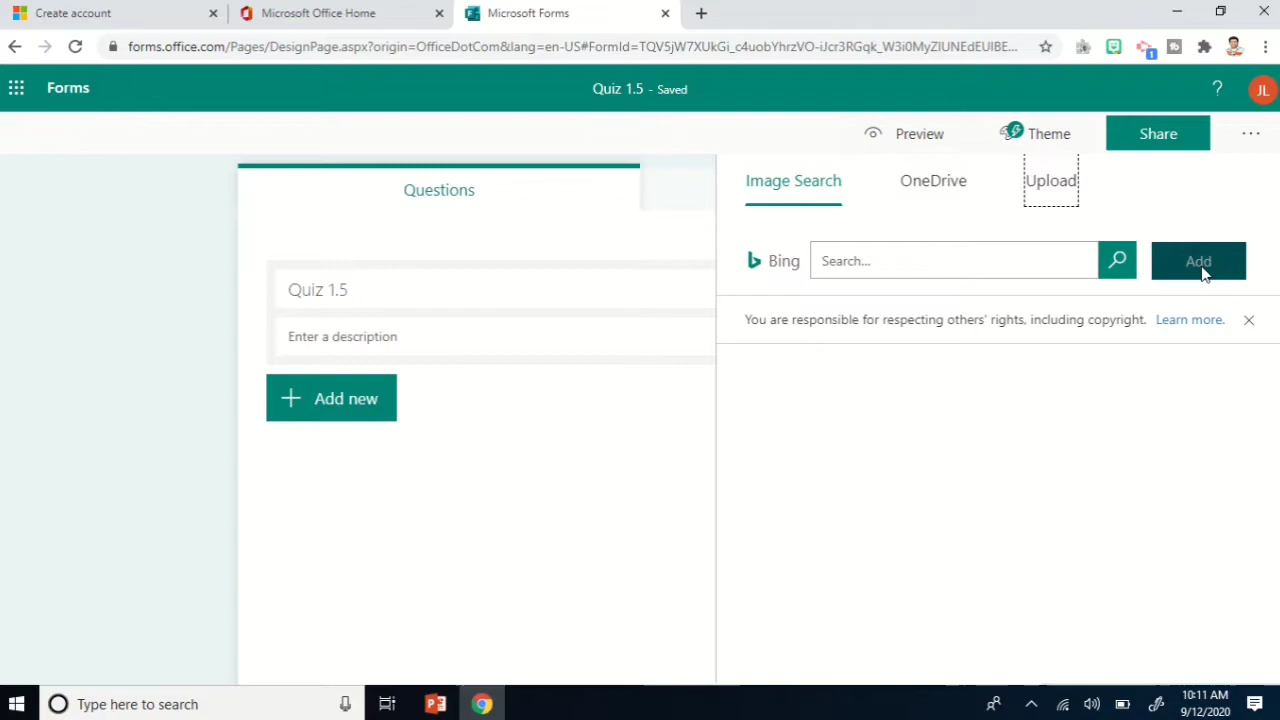 Create account
Microsoft Office Home
Microsoft Forms
forms.office.com/Pages/DesignPage.aspx?origin=OfficeDotCom&lang=en-US#FormId=TQV5jW7XUkGi_c4uobYhrzVO-iJcr3RGqk_W3i0MyZlUNEdEUlBE...
1
Forms
Quiz 1.5 - Saved
?
JL
Preview
Theme
Share
...
Questions
Image Search
OneDrive
Upload
Bing
Search...
Add
Quiz 1.5
You are responsible for respecting others' rights, including copyright. Learn more.
Enter a description
Add new
Type here to search
10:11 AM
9/12/2020